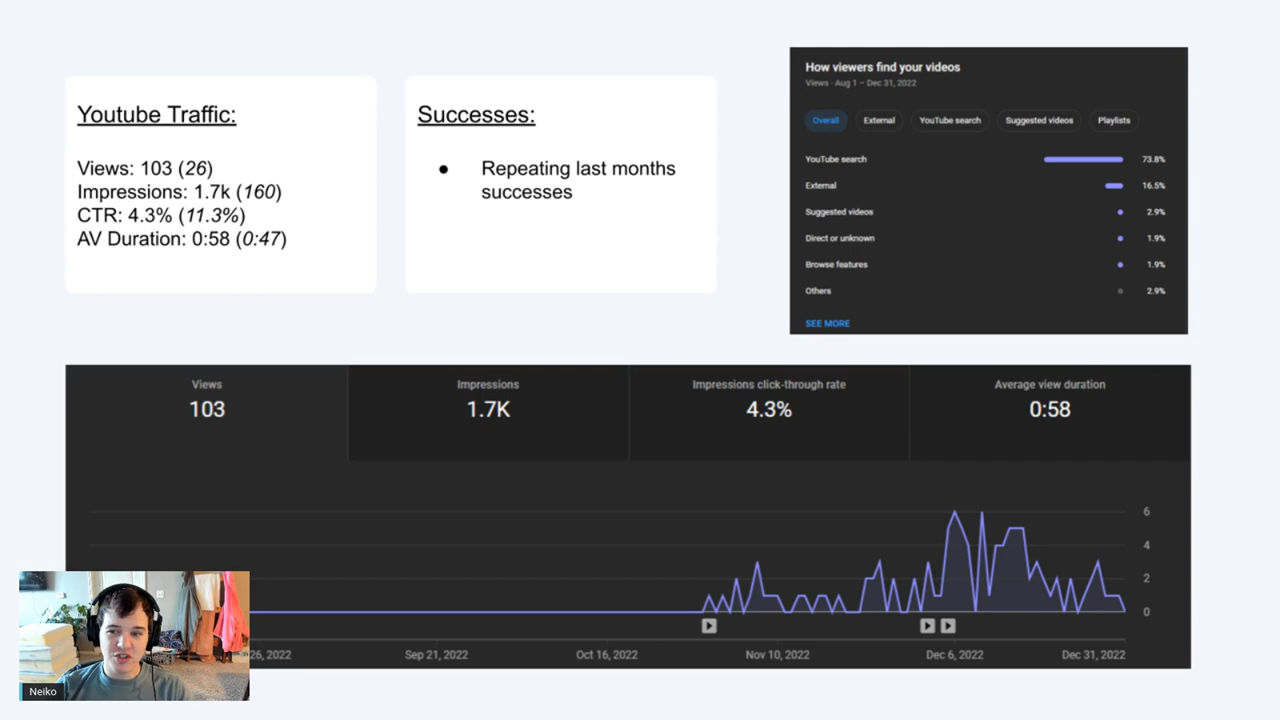 Youtube Traffic:
Views: 103 (26)
Impressions: 1.7k (160)
CTR: 4.3% (11.3%)
AV Duration: 0:58 (0:47)
Successes:
● Repeating last months
successes
How viewers find your videos
Views · Aug 1 – Dec 31, 2022
Overall External YouTube search Suggested videos Playlists
YouTube search 73.8%
External 16.5%
Suggested videos 2.9%
Direct or unknown 1.9%
Browse features 1.9%
Others 2.9%
SEE MORE
Views Impressions Impressions click-through rate Average view duration
103 1.7K 4.3% 0:58
6
4
2
0
26, 2022 Sep 21, 2022 Oct 16, 2022 Nov 10, 2022 Dec 6, 2022 Dec 31, 2022
Neiko